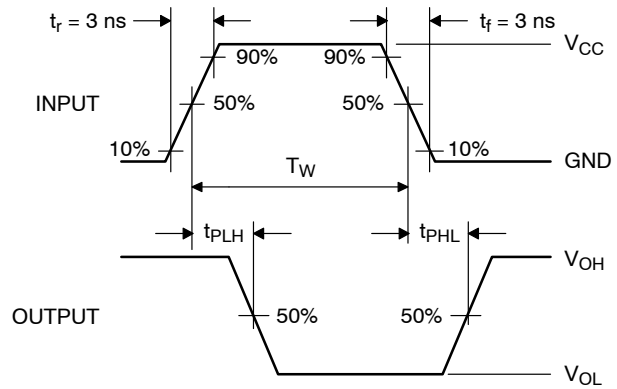 tr = 3 ns
tf = 3 ns
VCC
90%
90%
INPUT
50%
50%
10%
10%
GND
TW
tPLH
tPHL
VOH
OUTPUT
50%
50%
VOL